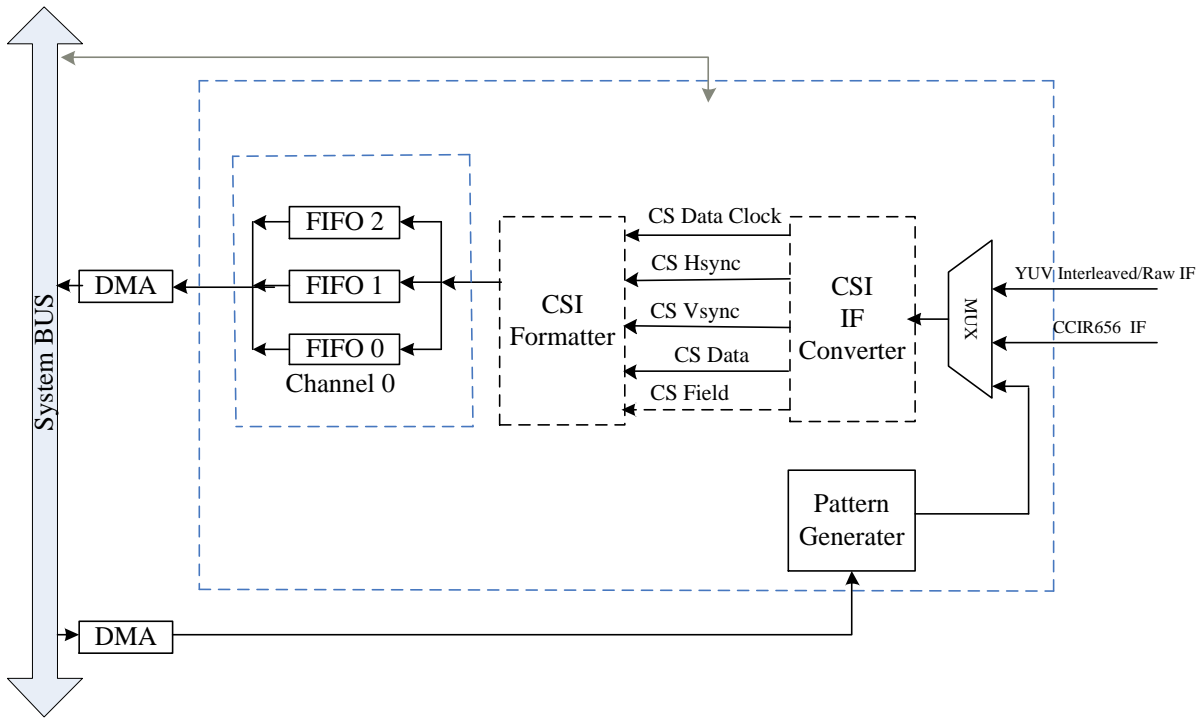 System BUS
DMA
FIFO 2
FIFO 1
FIFO 0
Channel 0
CSI
Formatter
CS Data Clock
CS Hsync
CS Vsync
CS Data
CS Field
CSI
IF
Converter
MUX
YUV Interleaved/Raw IF
CCIR656 IF
Pattern
Generater
DMA